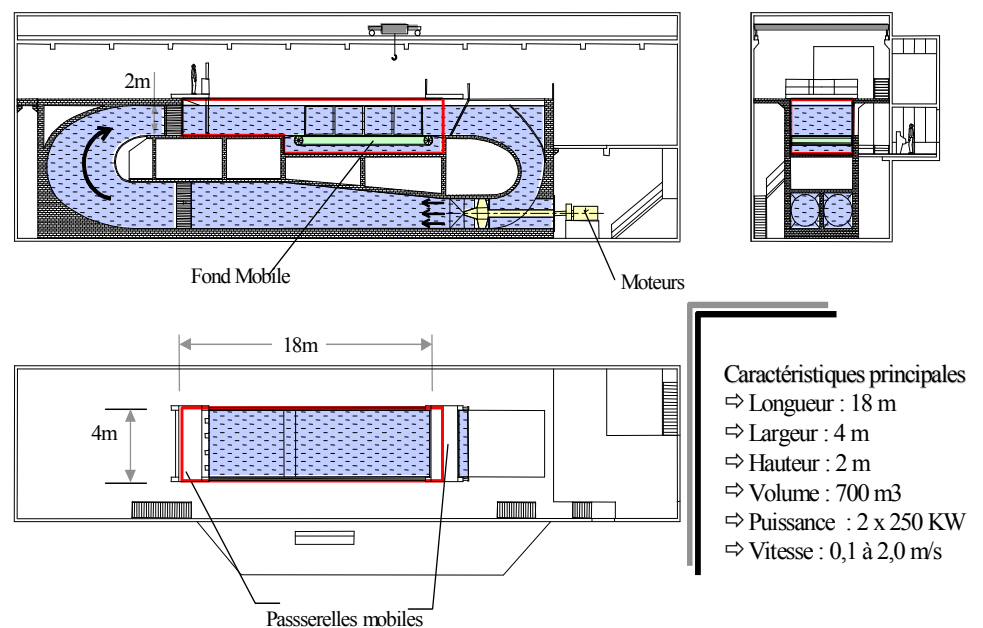 2m
Fond Mobile
Moteurs
18m
4m
Passserelles mobiles
Caractéristiques principales
⇨ Longueur : 18 m
⇨ Largeur : 4 m
⇨ Hauteur : 2 m
⇨ Volume : 700 m3
⇨ Puissance : 2 x 250 KW
⇨ Vitesse : 0,1 à 2,0 m/s